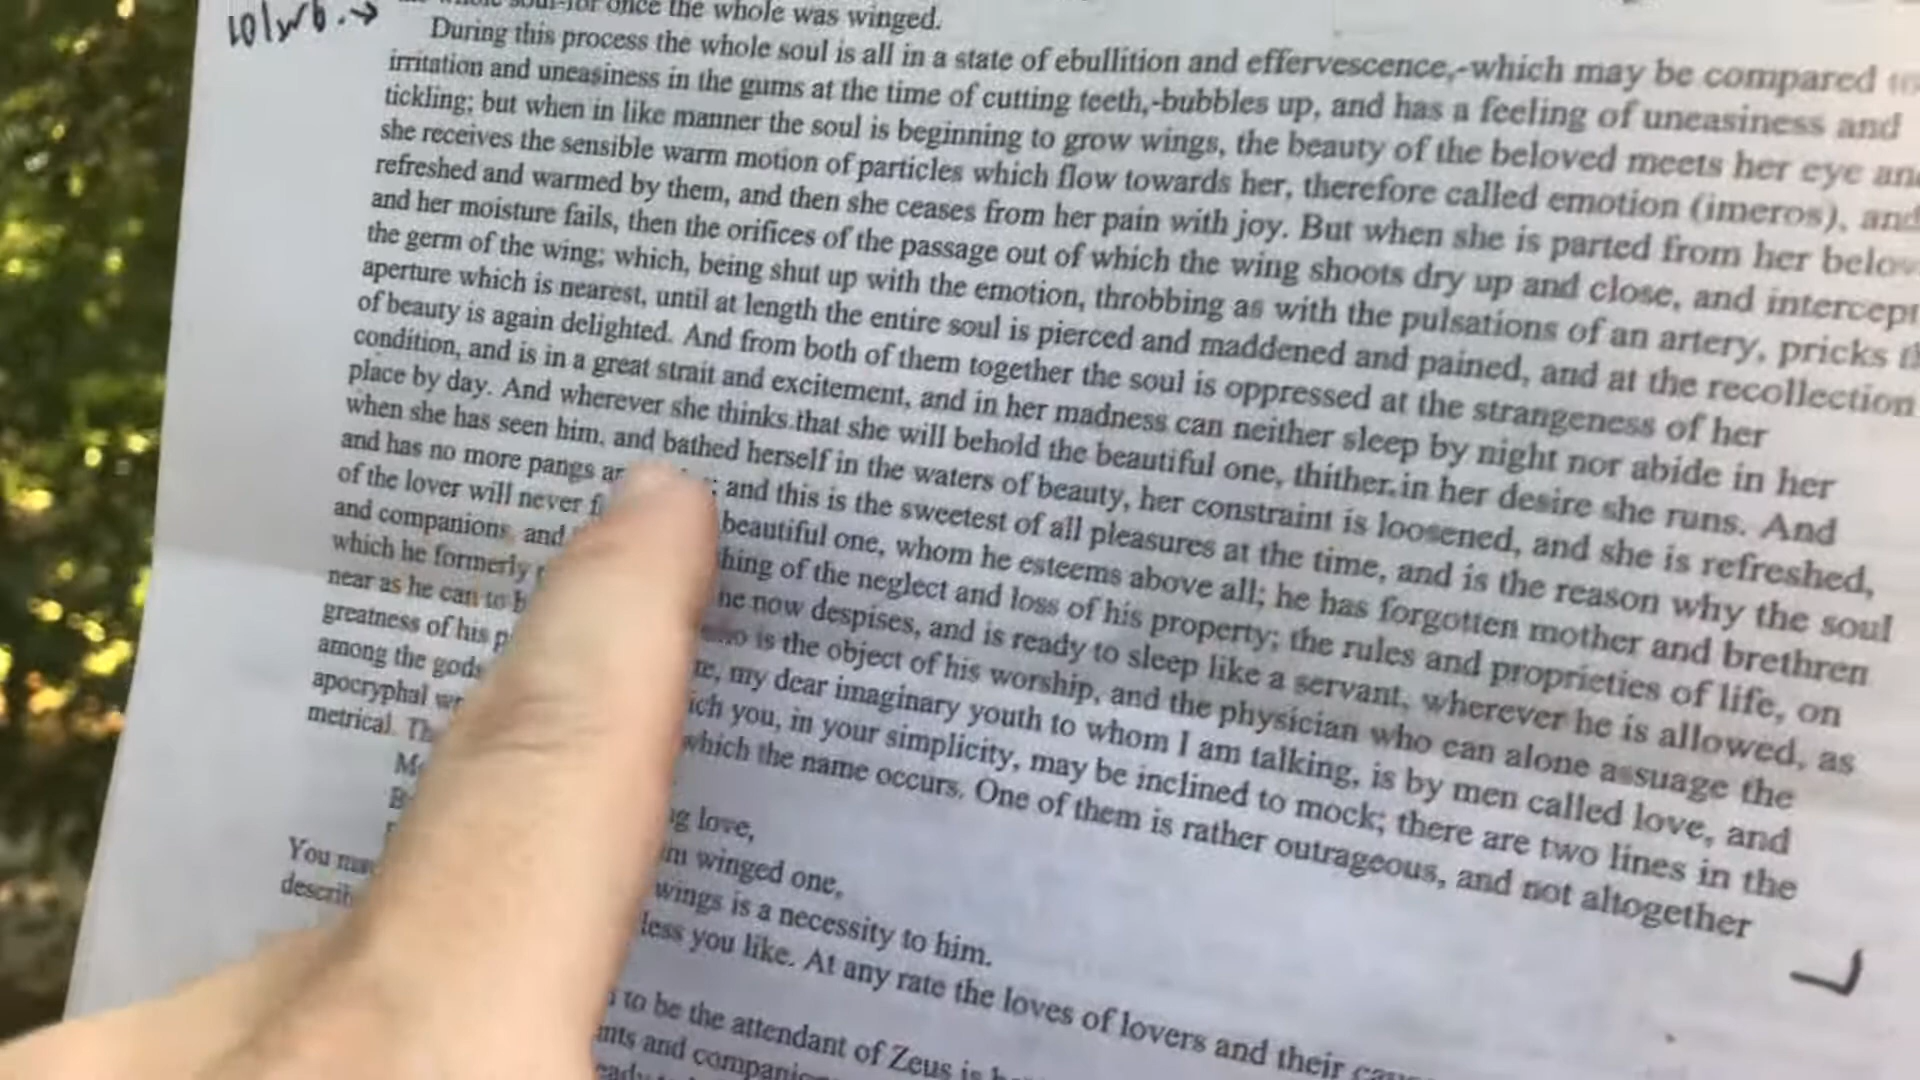 soul-for once the whole was winged.
During this process the whole soul is all in a state of ebullition and effervescence,-which may be compared to
irritation and uneasiness in the gums at the time of cutting teeth,-bubbles up, and has a feeling of uneasiness and
tickling; but when in like manner the soul is beginning to grow wings, the beauty of the beloved meets her eye and
she receives the sensible warm motion of particles which flow towards her, therefore called emotion (imeros), and
refreshed and warmed by them, and then she ceases from her pain with joy. But when she is parted from her
and her moisture fails, then the orifices of the passage out of which the wing shoots dry up and close, and intercept
the germ of the wing; which, being shut up with the emotion, throbbing as with the pulsations of an artery, pricks
aperture which is nearest, until at length the entire soul is pierced and maddened and pained, and at the recollection
of beauty is again delighted. And from both of them together the soul is oppressed at the strangeness of her
condition, and is in a great strait and excitement, and in her madness can neither sleep by night nor abide in her
place by day. And wherever she thinks that she will behold the beautiful one, thither in her desire she runs. And
when she has seen him, and bathed herself in the waters of beauty, her constraint is loosened, and she is refreshed,
and has no more pangs ; and this is the sweetest of all pleasures at the time, and is the reason why the soul
of the lover will never beautiful one, whom he esteems above all; he has forgotten mother and brethren
and companions, and of the neglect and loss of his property; the rules and proprieties of life, on
which he formerly he now despises, and is ready to sleep like a servant, wherever he is allowed, as
near as he can to is the object of his worship, and the physician who can alone assuage the
greatness of his my dear imaginary youth to whom I am talking, is by men called love, and
among the gods you, in your simplicity, may be inclined to mock; there are two lines in the
apocryphal which the name occurs. One of them is rather outrageous, and not altogether
metrical.
love,
winged one,
wings is a necessity to him.
You you like. At any rate the loves of lovers and their
to be the attendant of Zeus is
and